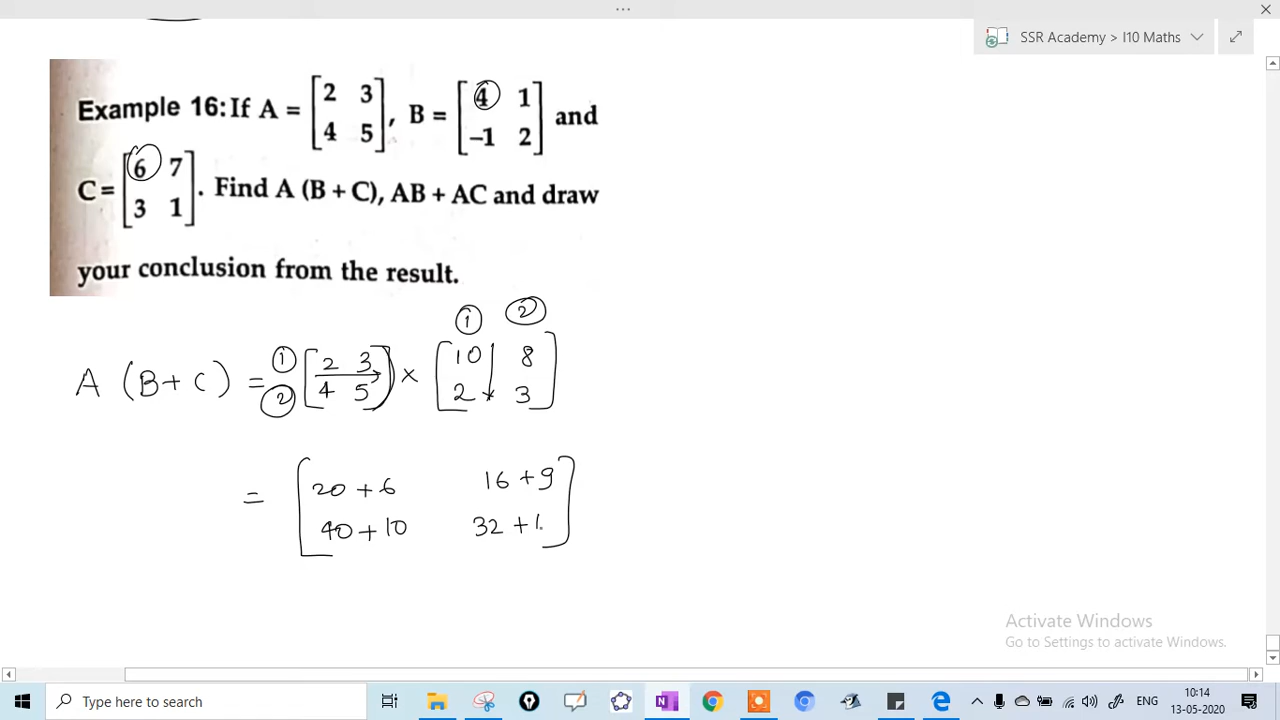 SSR Academy > I10 Maths
Example 16: If A = [2 3 4 5], B = [4 1 -1 2] and
C = [6 7 3 1]. Find A (B + C), AB + AC and draw
your conclusion from the result.
1 2
A (B + C) = 1 2 [2 3 4 5] × [10 8 2 3]
= [20 + 6 16 + 9
40 + 10 32 + 1]
Activate Windows
Go to Settings to activate Windows.
Type here to search
ENG
10:14
13-05-2020